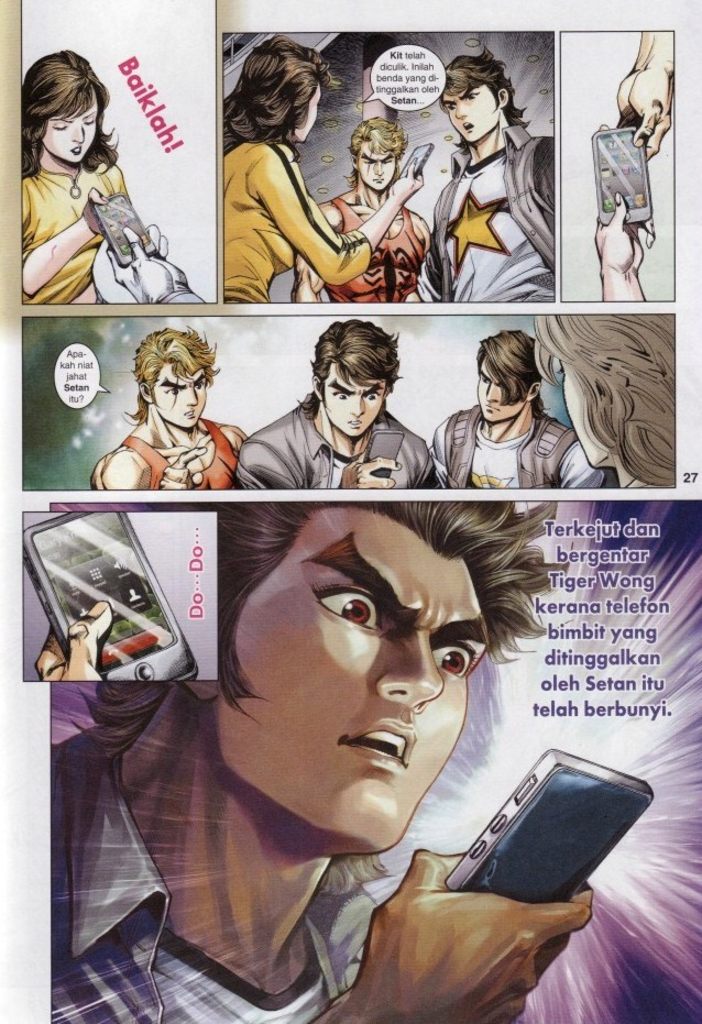 Baiklah!
Kit telah
diculik. Inilah
benda yang di-
tinggalkan oleh
Setan...
Apa-
kah niat
jahat
Setan
itu?
27
Do...Do...
Terkejut dan
bergentar
Tiger Wong
kerana telefon
bimbit yang
ditinggalkan
oleh Setan itu
telah berbunyi.